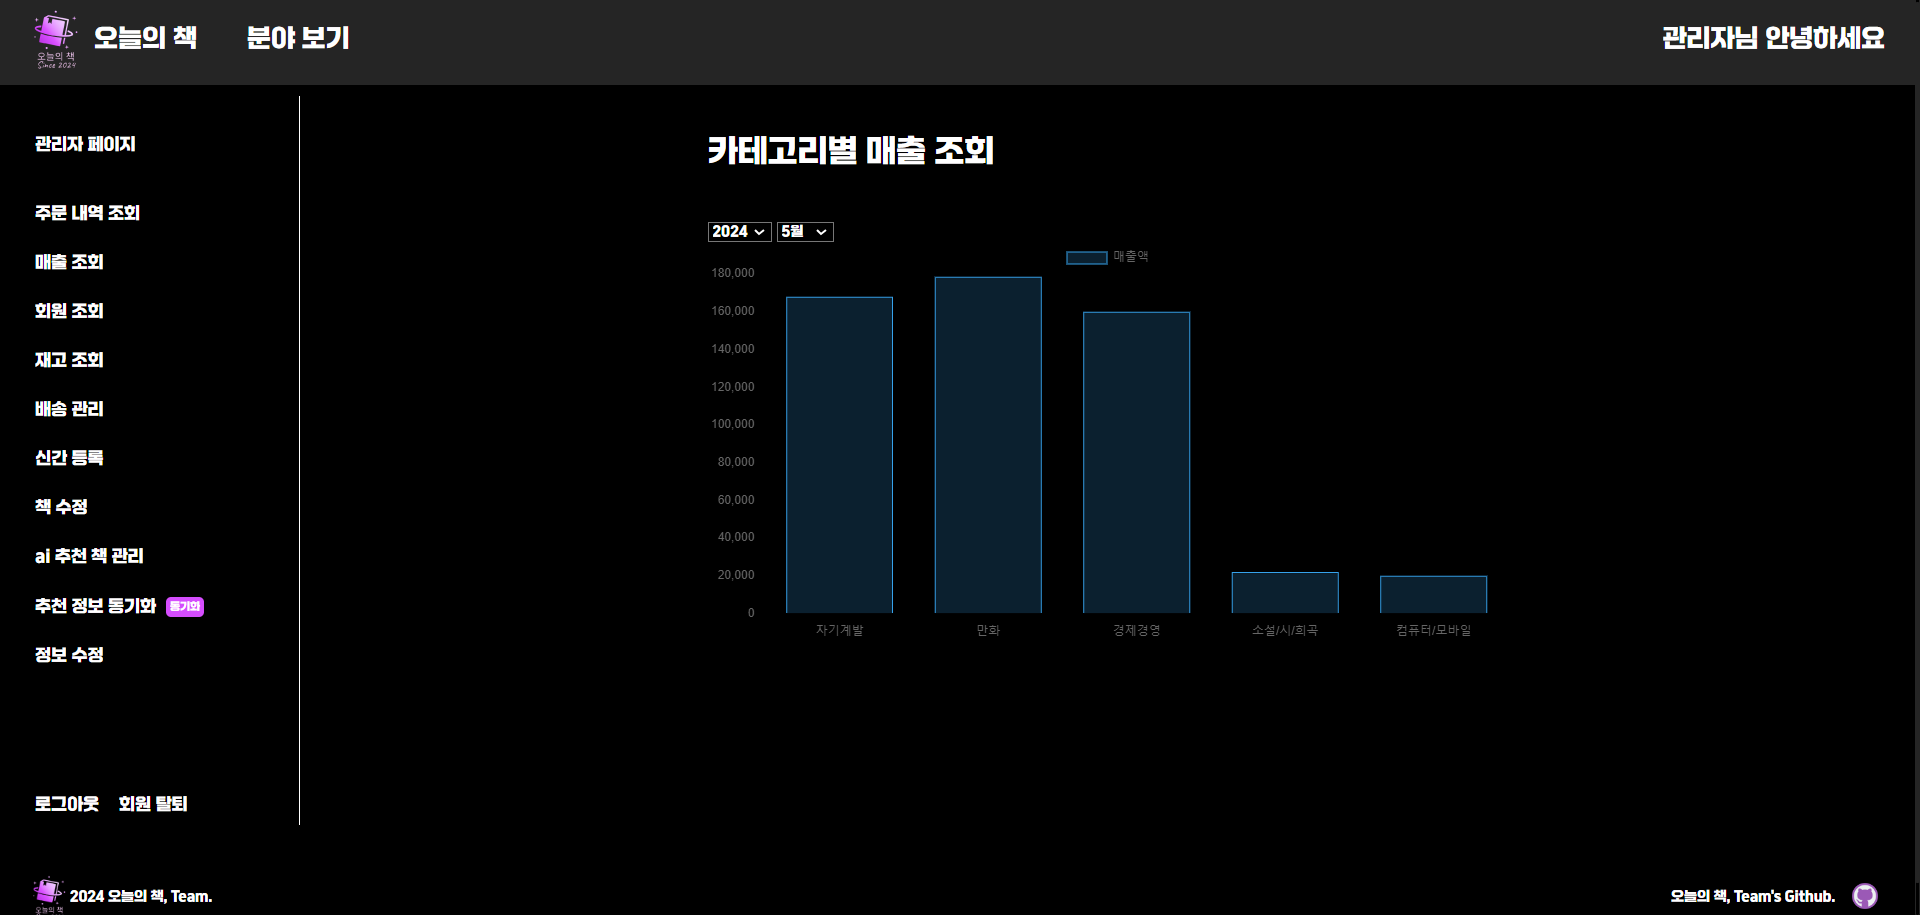 오늘의 책
Since 2024
오늘의 책 분야 보기 관리자님 안녕하세요
관리자 페이지
주문 내역 조회
매출 조회
회원 조회
재고 조회
배송 관리
신간 등록
책 수정
ai 추천 책 관리
추천 정보 동기화 동기화
정보 수정
로그아웃 회원 탈퇴
카테고리별 매출 조회
2024 5월
매출액
180,000
160,000
140,000
120,000
100,000
80,000
60,000
40,000
20,000
0
자기계발 만화 경제경영 소설/시/희곡 컴퓨터/모바일
오늘의 책
2024 오늘의 책, Team. 오늘의 책, Team's Github.